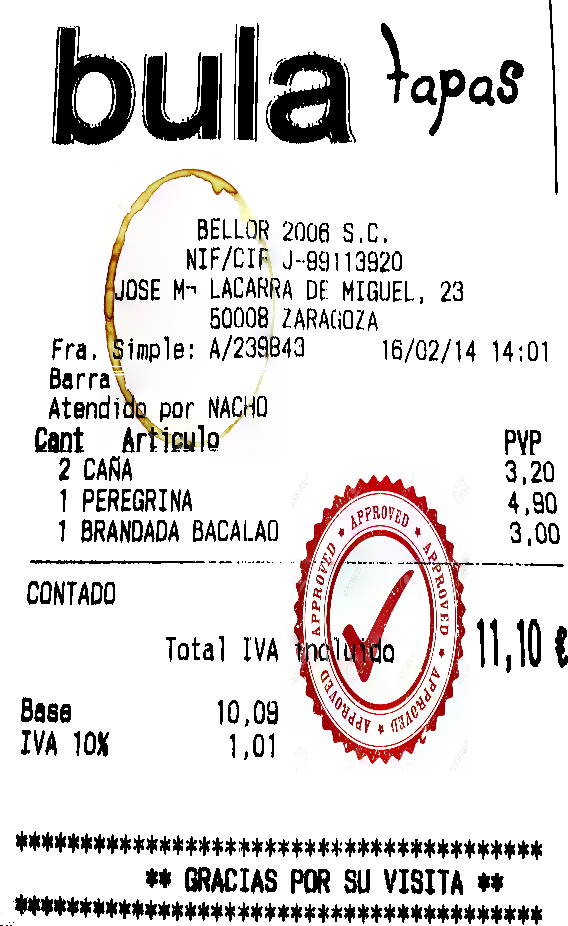 bula tapas
BELLOR 2006 S.C.
NIF/CIF J-99113920
JOSE Mª LACARRA DE MIGUEL, 23
50008 ZARAGOZA
Fra. Simple: A/239843 16/02/14 14:01
Barra
Atendido por NACHO
Cant Articulo PVP
2 CAÑA 3,20
1 PEREGRINA 4,90
1 BRANDADA BACALAO 3,00
CONTADO
Total IVA incluido 11,10 €
APPROVED ★ APPROVED ★ APPROVED ★ APPROVED ★ APPROVED ★ APPROVED
Base 10,09
IVA 10% 1,01
****************************************
** GRACIAS POR SU VISITA **
****************************************